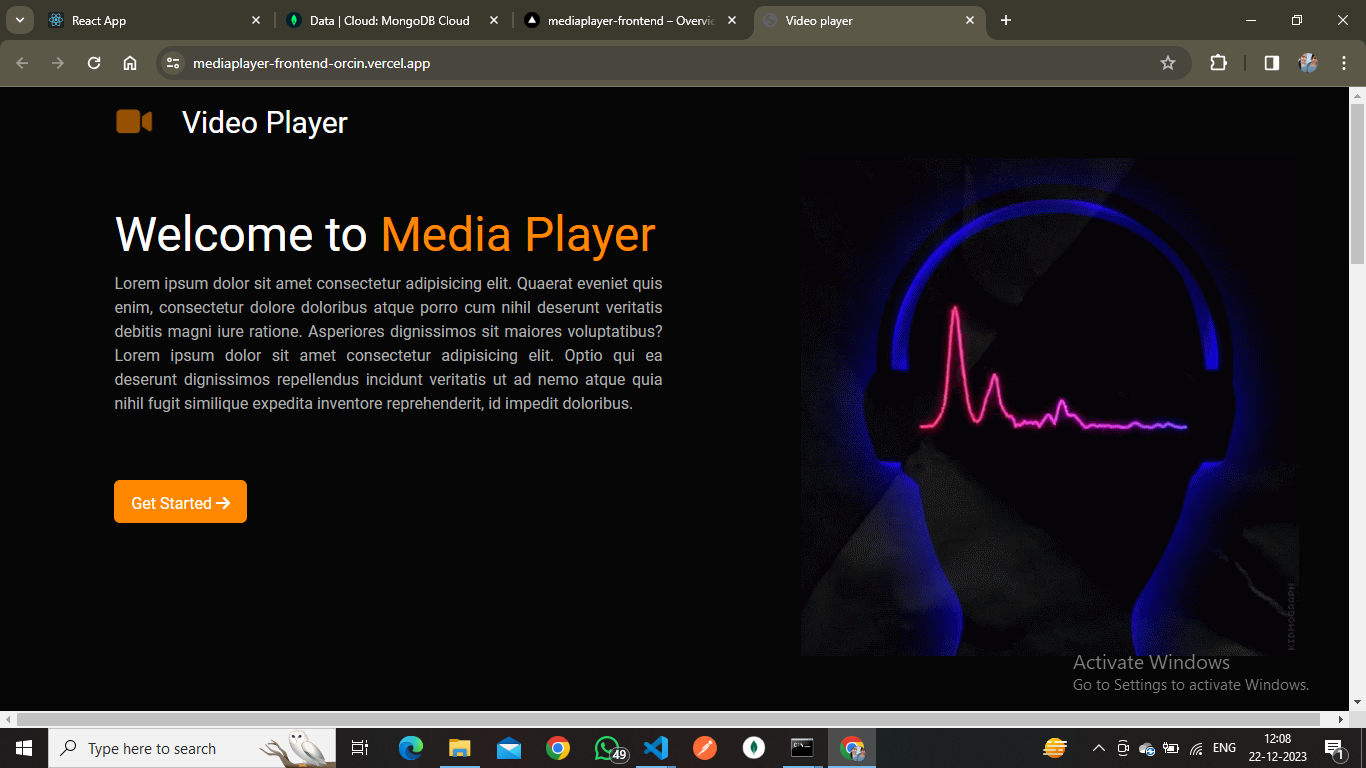 React App
Data | Cloud: MongoDB Cloud
mediaplayer-frontend – Overvie
Video player
mediaplayer-frontend-orcin.vercel.app
Video Player
Welcome to Media Player
Lorem ipsum dolor sit amet consectetur adipisicing elit. Quaerat eveniet quis
enim, consectetur dolore doloribus atque porro cum nihil deserunt veritatis
debitis magni iure ratione. Asperiores dignissimos sit maiores voluptatibus?
Lorem ipsum dolor sit amet consectetur adipisicing elit. Optio qui ea
deserunt dignissimos repellendus incidunt veritatis ut ad nemo atque quia
nihil fugit similique expedita inventore reprehenderit, id impedit doloribus.
Get Started
KIDMOGRAPH
Activate Windows
Go to Settings to activate Windows.
Type here to search
49
ENG
12:08
22-12-2023
1